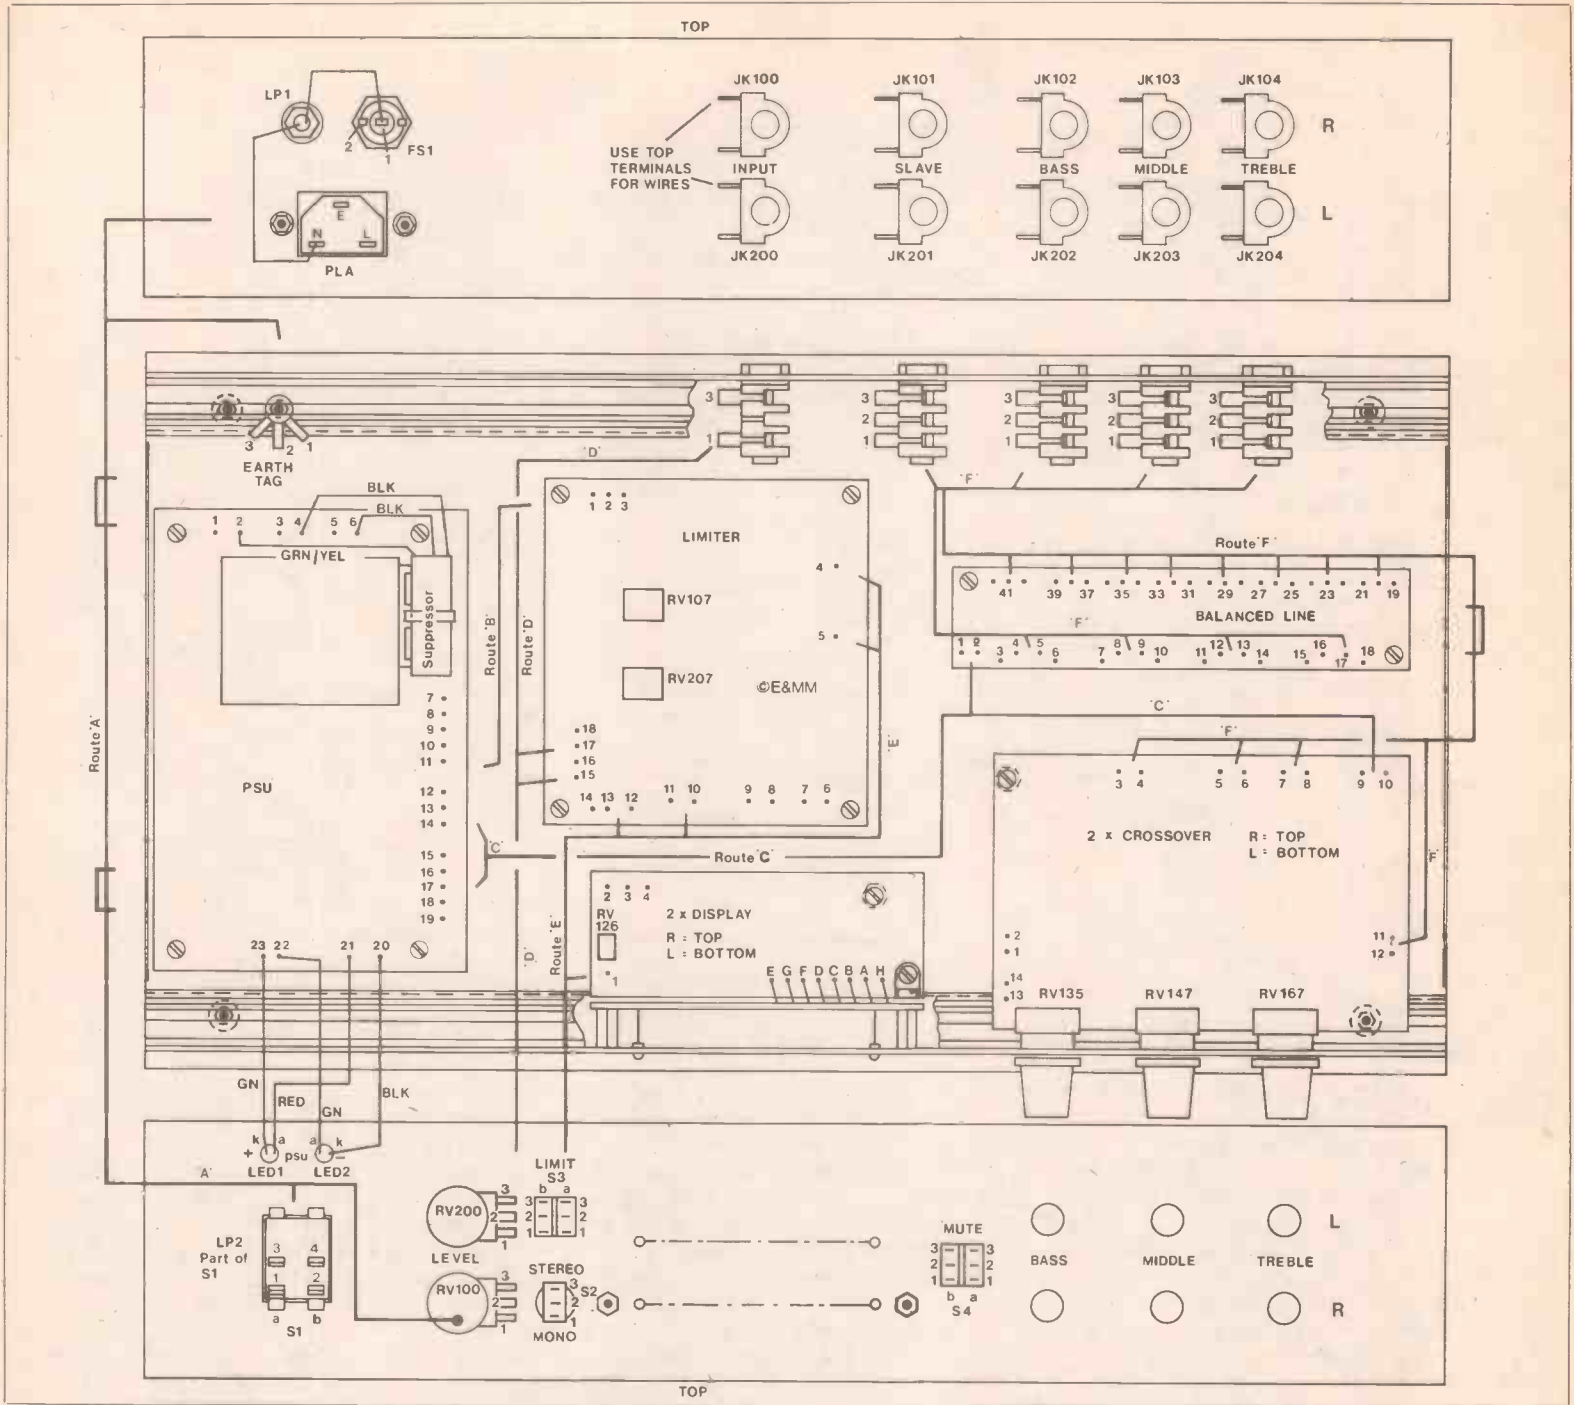 TOP
LP1
2
1
FS1
E
N
L
PLA
USE TOP
TERMINALS
FOR WIRES
JK100
JK101
JK102
JK103
JK104
R
INPUT
SLAVE
BASS
MIDDLE
TREBLE
L
JK200
JK201
JK202
JK203
JK204
3
2
1
EARTH
TAG
3
1
3
2
1
3
2
1
3
2
1
3
2
1
'D'
'F'
BLK
BLK
1
2
3
4
5
6
GRN/YEL
Suppressor
PSU
7
8
9
10
11
12
13
14
15
16
17
18
19
23
22
21
20
Route 'A'
Route 'B'
Route 'D'
1
2
3
LIMITER
4
RV107
5
RV207
©E&MM
18
17
16
15
14
13
12
11
10
9
8
7
6
'E'
Route 'F'
41
39
37
35
33
31
29
27
25
23
21
19
BALANCED LINE
'F'
1
2
3
4
5
6
7
8
9
10
11
12
13
14
15
16
17
18
'C'
'F'
3
4
5
6
7
8
9
10
2 x CROSSOVER
R = TOP
L = BOTTOM
'F'
2
1
14
13
11
12
RV135
RV147
RV167
'C'
Route 'C'
2
3
4
RV
126
2 x DISPLAY
R = TOP
L = BOTTOM
1
E G F D C B A H
'D'
Route 'E'
GN
RED
GN
BLK
k
a
a
k
+
psu
–
LED1
LED2
A'
LP2
Part of
S1
3
4
1
2
a
b
S1
RV200
3
2
1
LEVEL
RV100
3
2
1
LIMIT
S3
b
a
3
2
1
3
2
1
STEREO
3
2
1
S2
MONO
MUTE
3
2
1
3
2
1
b
a
S4
BASS
MIDDLE
TREBLE
L
R
TOP